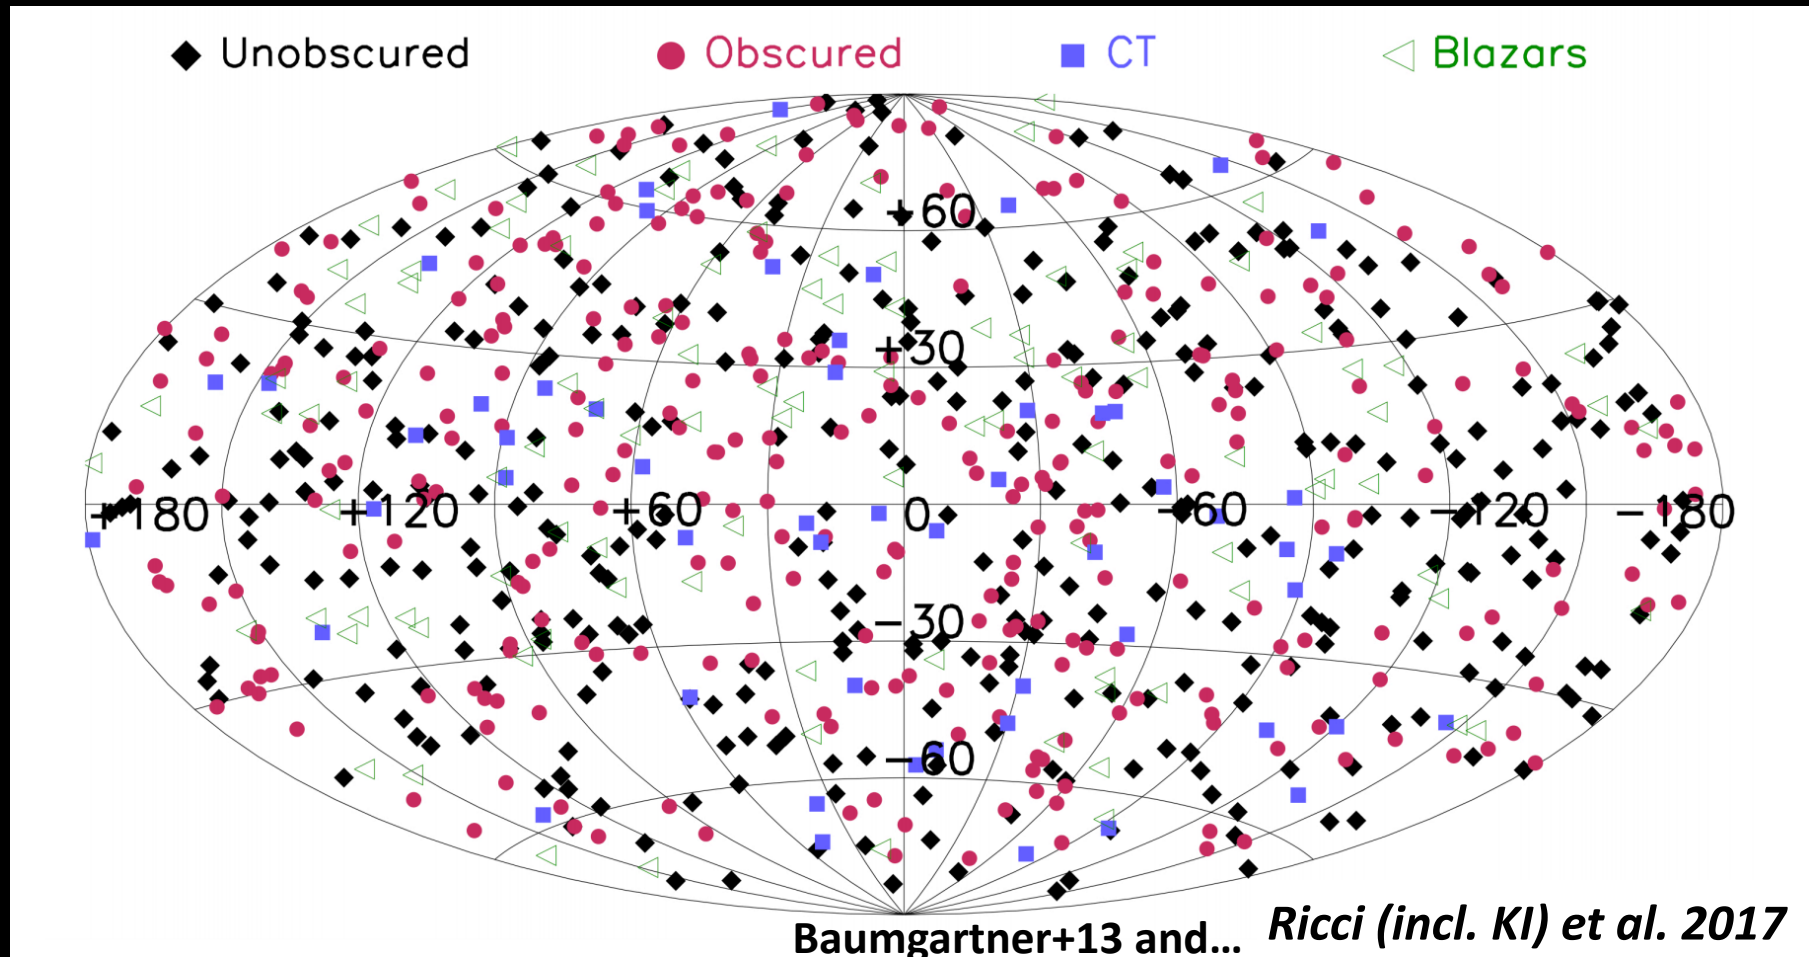 Unobscured Obscured CT Blazars
+60
+30
+180 +120 +60 0 −60 −120 −180
−30
−60
Baumgartner+13 and… Ricci (incl. KI) et al. 2017